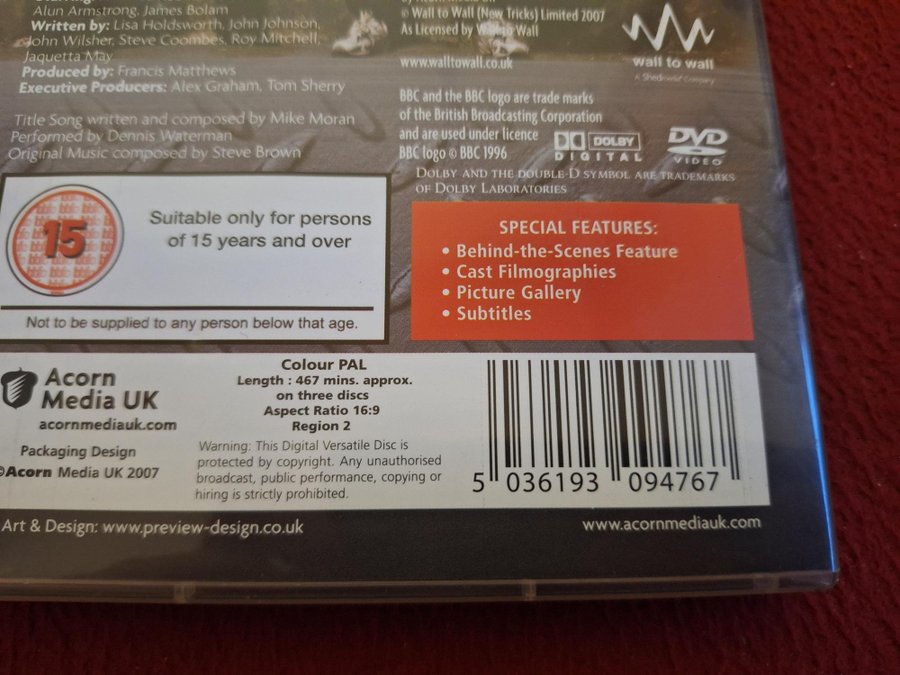 Alun Armstrong, James Bolam
Written by: Lisa Holdsworth, John Johnson,
John Wilsher, Steve Coombes, Roy Mitchell,
Jaquetta May
Produced by: Francis Matthews
Executive Producers: Alex Graham, Tom Sherry
Title Song written and composed by Mike Moran
Performed by Dennis Waterman
Original Music composed by Steve Brown
© Wall to Wall (New Tricks) Limited 2007
As Licensed by Wall to Wall
www.walltowall.co.uk
wall to wall
A Shed Media Company
BBC and the BBC logo are trade marks
of the British Broadcasting Corporation
and are used under licence
BBC logo © BBC 1996
DOLBY
DIGITAL
DVD
VIDEO
Dolby and the double-D symbol are trademarks
of Dolby Laboratories
15
Suitable only for persons
of 15 years and over
Not to be supplied to any person below that age.
SPECIAL FEATURES:
• Behind-the-Scenes Feature
• Cast Filmographies
• Picture Gallery
• Subtitles
Acorn
Media UK
acornmediauk.com
Packaging Design
©Acorn Media UK 2007
Colour PAL
Length : 467 mins. approx.
on three discs
Aspect Ratio 16:9
Region 2
Warning: This Digital Versatile Disc is
protected by copyright. Any unauthorised
broadcast, public performance, copying or
hiring is strictly prohibited.
5 036193 094767
Art & Design: www.preview-design.co.uk
www.acornmediauk.com